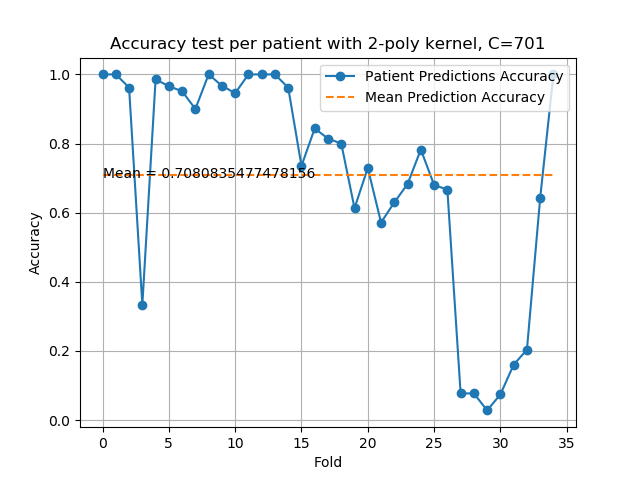 Accuracy test per patient with 2-poly kernel, C=701
1.0
0.8
0.6
0.4
0.2
0.0
Accuracy
Patient Predictions Accuracy
Mean Prediction Accuracy
Mean = 0.7080835477478156
0 5 10 15 20 25 30 35
Fold